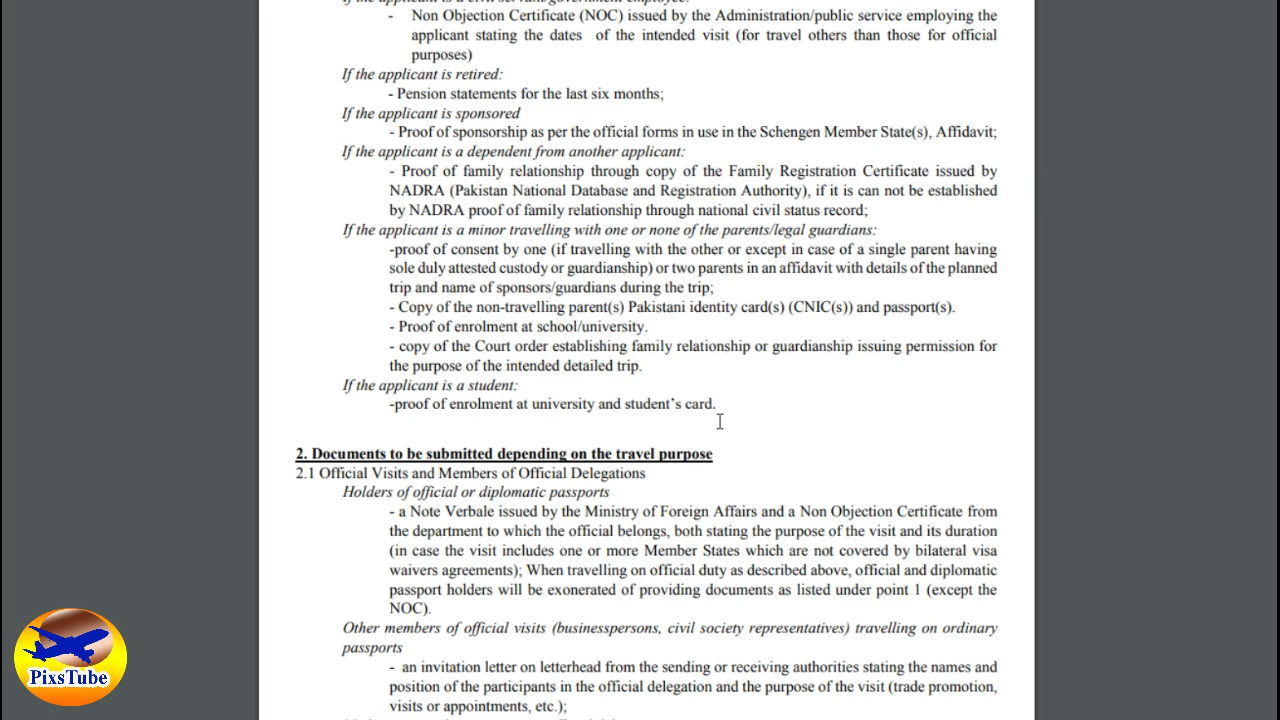 If the applicant is a civil servant/government employee:
- Non Objection Certificate (NOC) issued by the Administration/public service employing the
applicant stating the dates of the intended visit (for travel others than those for official
purposes)
If the applicant is retired:
- Pension statements for the last six months;
If the applicant is sponsored
- Proof of sponsorship as per the official forms in use in the Schengen Member State(s), Affidavit;
If the applicant is a dependent from another applicant:
- Proof of family relationship through copy of the Family Registration Certificate issued by
NADRA (Pakistan National Database and Registration Authority), if it is can not be established
by NADRA proof of family relationship through national civil status record;
If the applicant is a minor travelling with one or none of the parents/legal guardians:
-proof of consent by one (if travelling with the other or except in case of a single parent having
sole duly attested custody or guardianship) or two parents in an affidavit with details of the planned
trip and name of sponsors/guardians during the trip;
- Copy of the non-travelling parent(s) Pakistani identity card(s) (CNIC(s)) and passport(s).
- Proof of enrolment at school/university.
- copy of the Court order establishing family relationship or guardianship issuing permission for
the purpose of the intended detailed trip.
If the applicant is a student:
-proof of enrolment at university and student’s card.
2. Documents to be submitted depending on the travel purpose
2.1 Official Visits and Members of Official Delegations
Holders of official or diplomatic passports
- a Note Verbale issued by the Ministry of Foreign Affairs and a Non Objection Certificate from
the department to which the official belongs, both stating the purpose of the visit and its duration
(in case the visit includes one or more Member States which are not covered by bilateral visa
waivers agreements); When travelling on official duty as described above, official and diplomatic
passport holders will be exonerated of providing documents as listed under point 1 (except the
NOC).
Other members of official visits (businesspersons, civil society representatives) travelling on ordinary
passports
- an invitation letter on letterhead from the sending or receiving authorities stating the names and
position of the participants in the official delegation and the purpose of the visit (trade promotion,
visits or appointments, etc.);
PixsTube